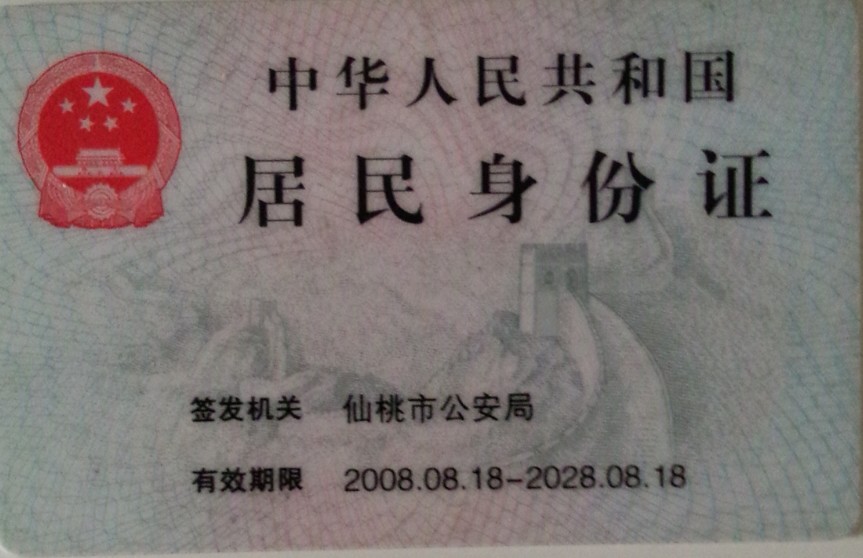 中华人民共和国
居民身份证
签发机关 仙桃市公安局
有效期限 2008.08.18-2028.08.18